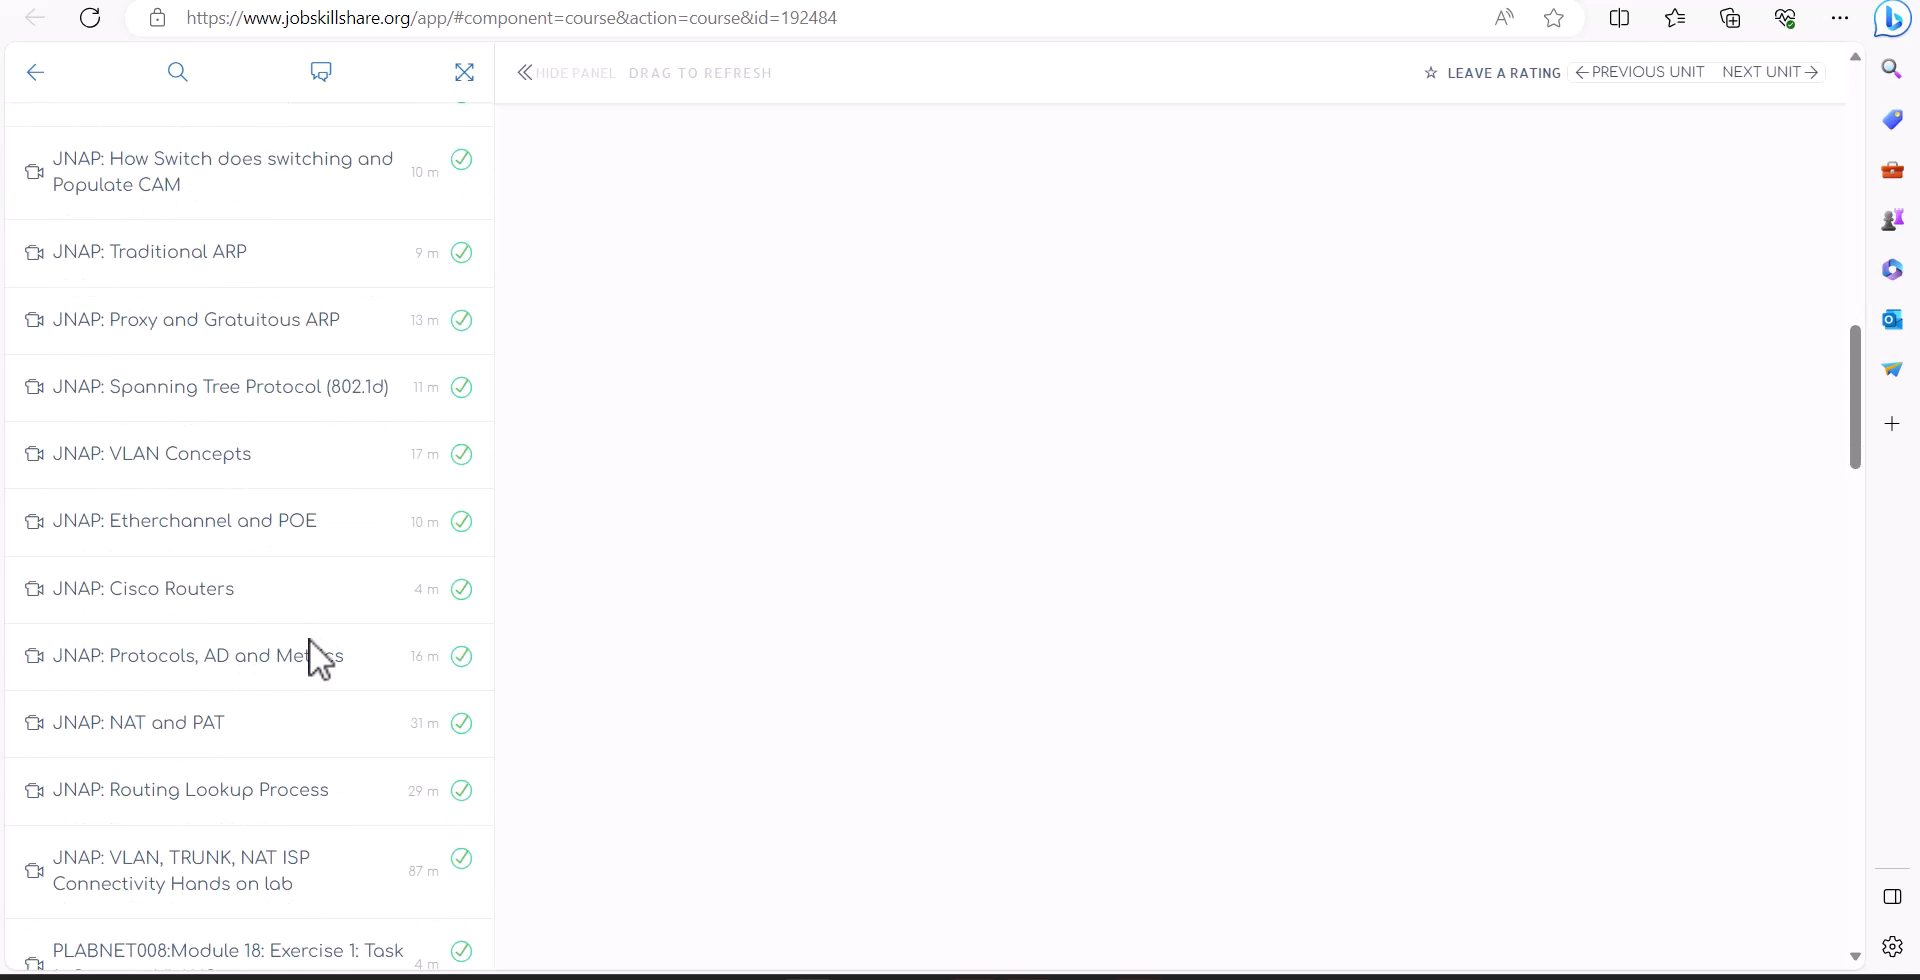 https://www.jobskillshare.org/app/#component=course&action=course&id=192484
HIDE PANEL DRAG TO REFRESH
LEAVE A RATING
PREVIOUS UNIT
NEXT UNIT
JNAP: How Switch does switching and
Populate CAM
10 m
JNAP: Traditional ARP
9 m
JNAP: Proxy and Gratuitous ARP
13 m
JNAP: Spanning Tree Protocol (802.1d)
11 m
JNAP: VLAN Concepts
17 m
JNAP: Etherchannel and POE
10 m
JNAP: Cisco Routers
4 m
JNAP: Protocols, AD and Metrics
16 m
JNAP: NAT and PAT
31 m
JNAP: Routing Lookup Process
29 m
JNAP: VLAN, TRUNK, NAT ISP
Connectivity Hands on lab
87 m
PLABNET008:Module 18: Exercise 1: Task
4 m